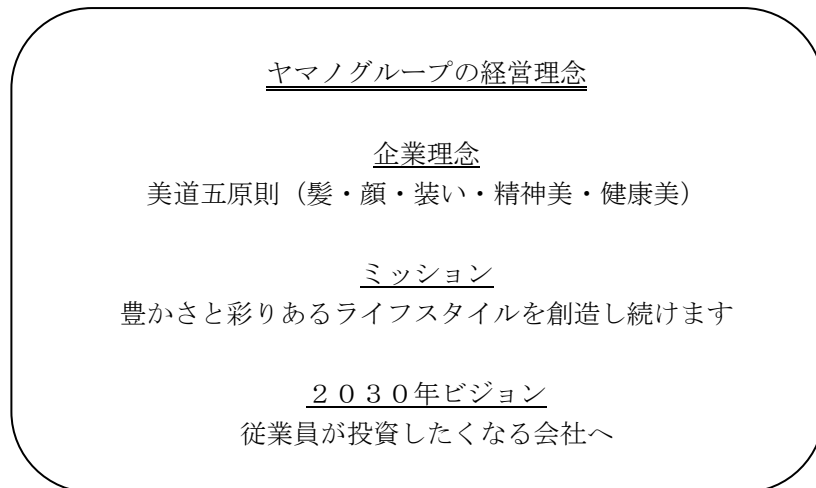 ヤマノグループの経営理念
企業理念
美道五原則（髪・顔・装い・精神美・健康美）
ミッション
豊かさと彩りあるライフスタイルを創造し続けます
２０３０年ビジョン
従業員が投資したくなる会社へ